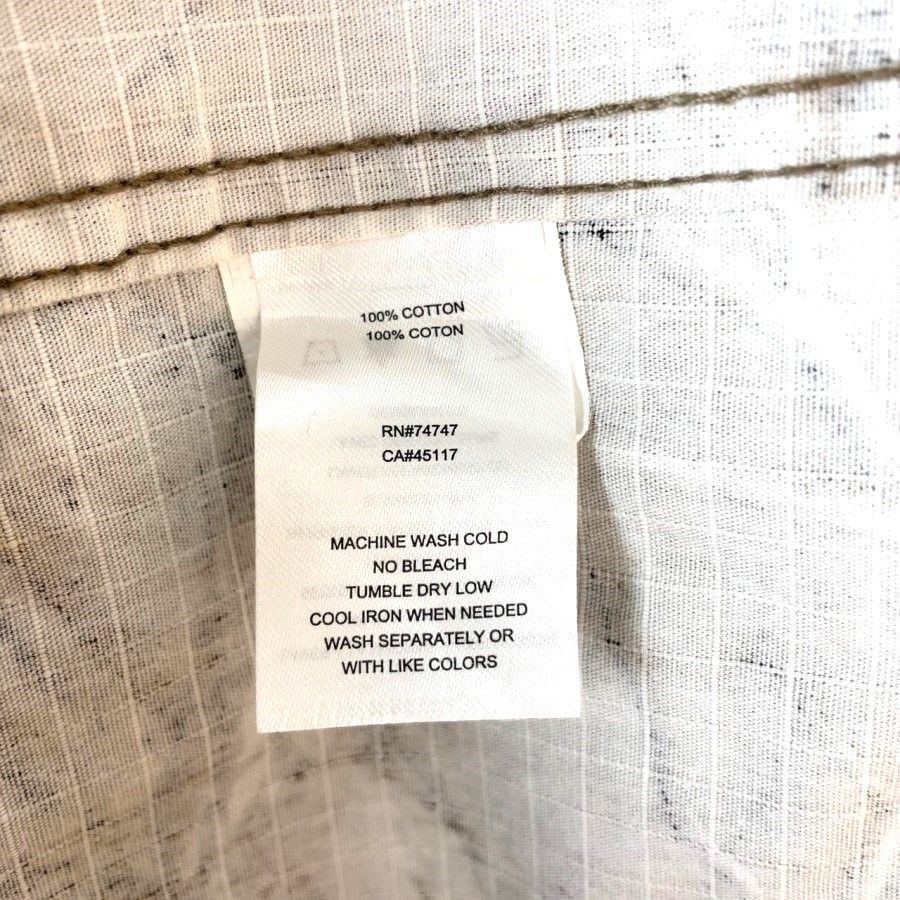 100% COTTON
100% COTON
RN#74747
CA#45117
MACHINE WASH COLD
NO BLEACH
TUMBLE DRY LOW
COOL IRON WHEN NEEDED
WASH SEPARATELY OR
WITH LIKE COLORS